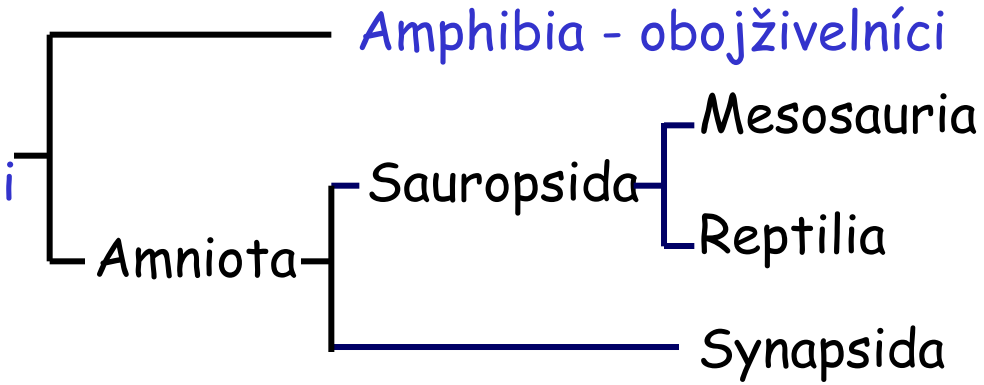 Amphibia - obojživelníci
Mesosauria
i
Sauropsida
Reptilia
Amniota
Synapsida